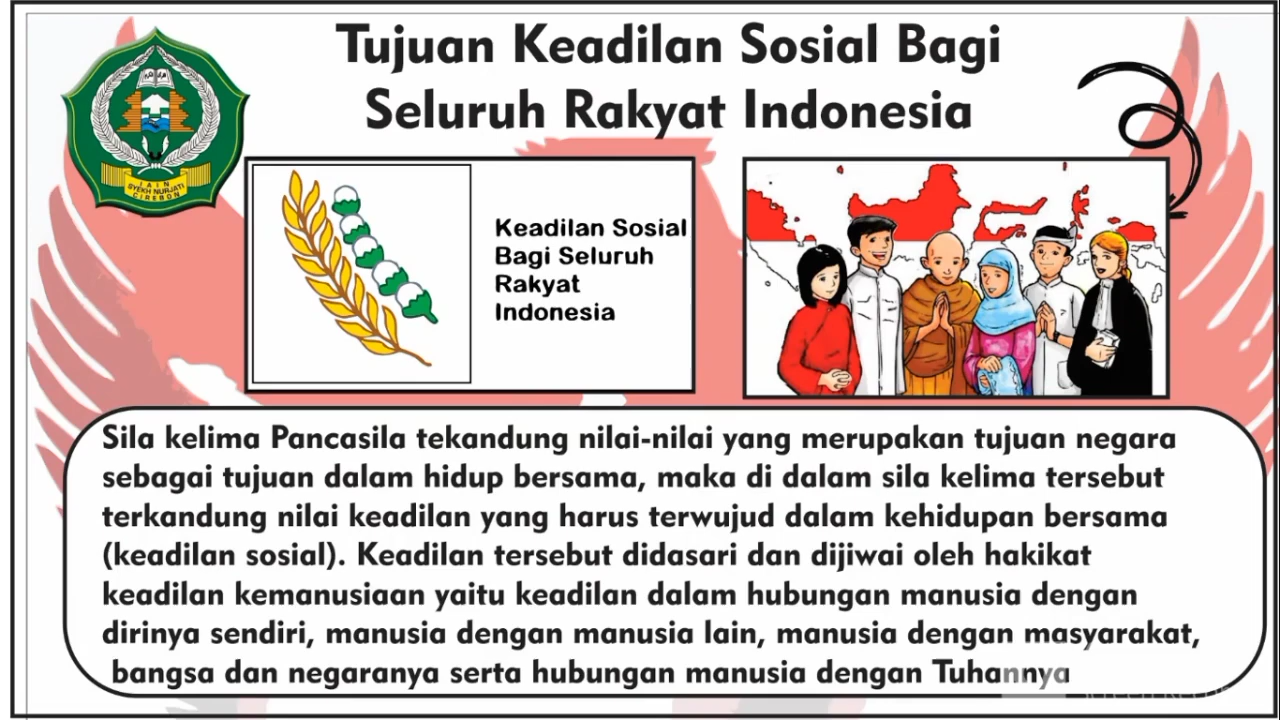 Tujuan Keadilan Sosial Bagi
Seluruh Rakyat Indonesia
IAIN
SYEKH NURJATI
CIREBON
Keadilan Sosial
Bagi Seluruh
Rakyat
Indonesia
Sila kelima Pancasila tekandung nilai-nilai yang merupakan tujuan negara
sebagai tujuan dalam hidup bersama, maka di dalam sila kelima tersebut
terkandung nilai keadilan yang harus terwujud dalam kehidupan bersama
(keadilan sosial). Keadilan tersebut didasari dan dijiwai oleh hakikat
keadilan kemanusiaan yaitu keadilan dalam hubungan manusia dengan
dirinya sendiri, manusia dengan manusia lain, manusia dengan masyarakat,
bangsa dan negaranya serta hubungan manusia dengan Tuhannya